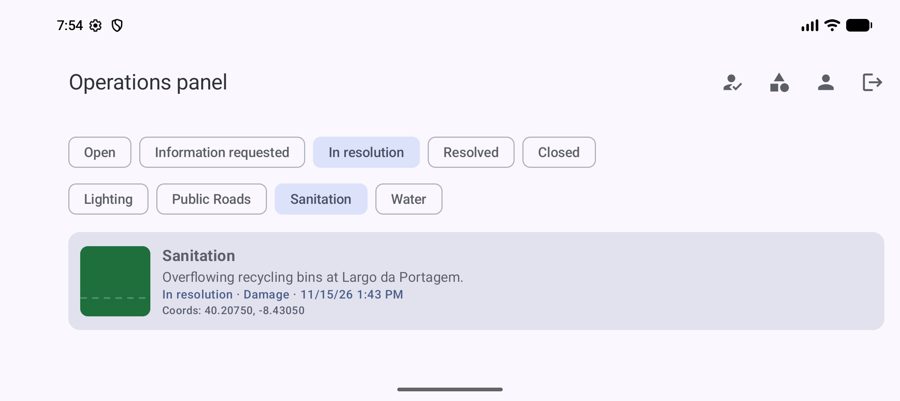 7:54
Operations panel
Open Information requested In resolution Resolved Closed
Lighting Public Roads Sanitation Water
Sanitation
Overflowing recycling bins at Largo da Portagem.
In resolution · Damage · 11/15/26 1:43 PM
Coords: 40.20750, -8.43050